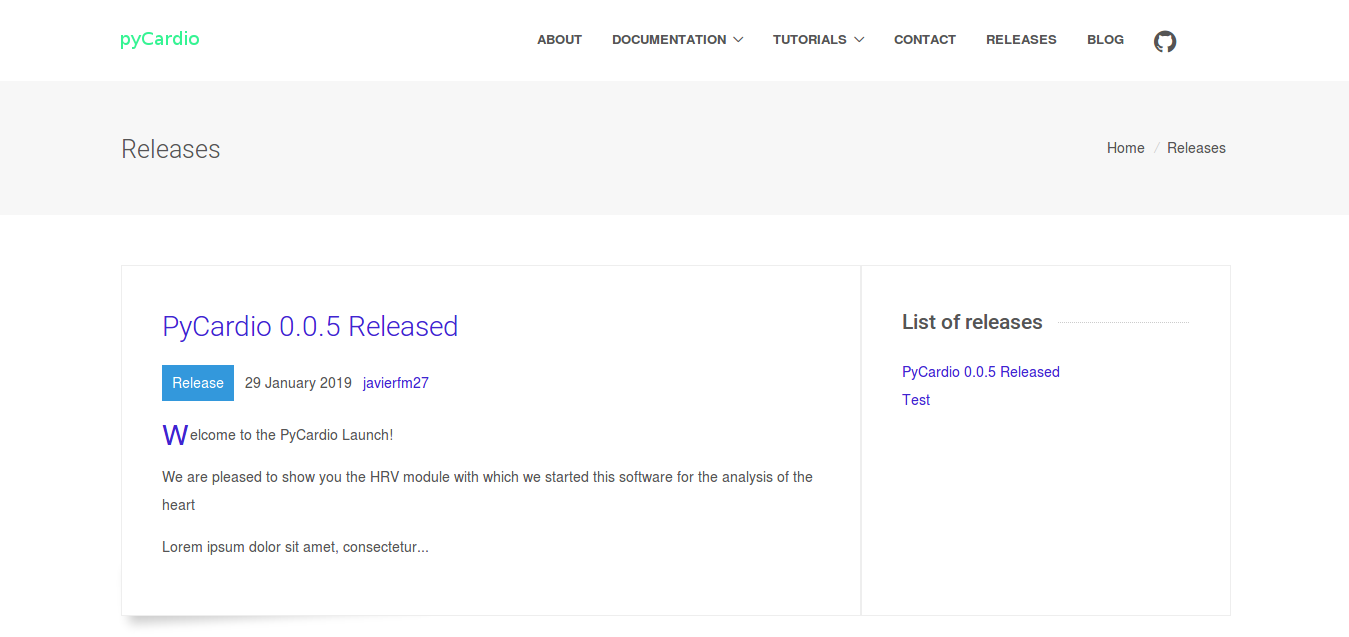 pyCardio
ABOUT DOCUMENTATION TUTORIALS CONTACT RELEASES BLOG
Releases
Home / Releases
PyCardio 0.0.5 Released
Release 29 January 2019 javierfm27
Welcome to the PyCardio Launch!
We are pleased to show you the HRV module with which we started this software for the analysis of the
heart
Lorem ipsum dolor sit amet, consectetur...
List of releases
PyCardio 0.0.5 Released
Test